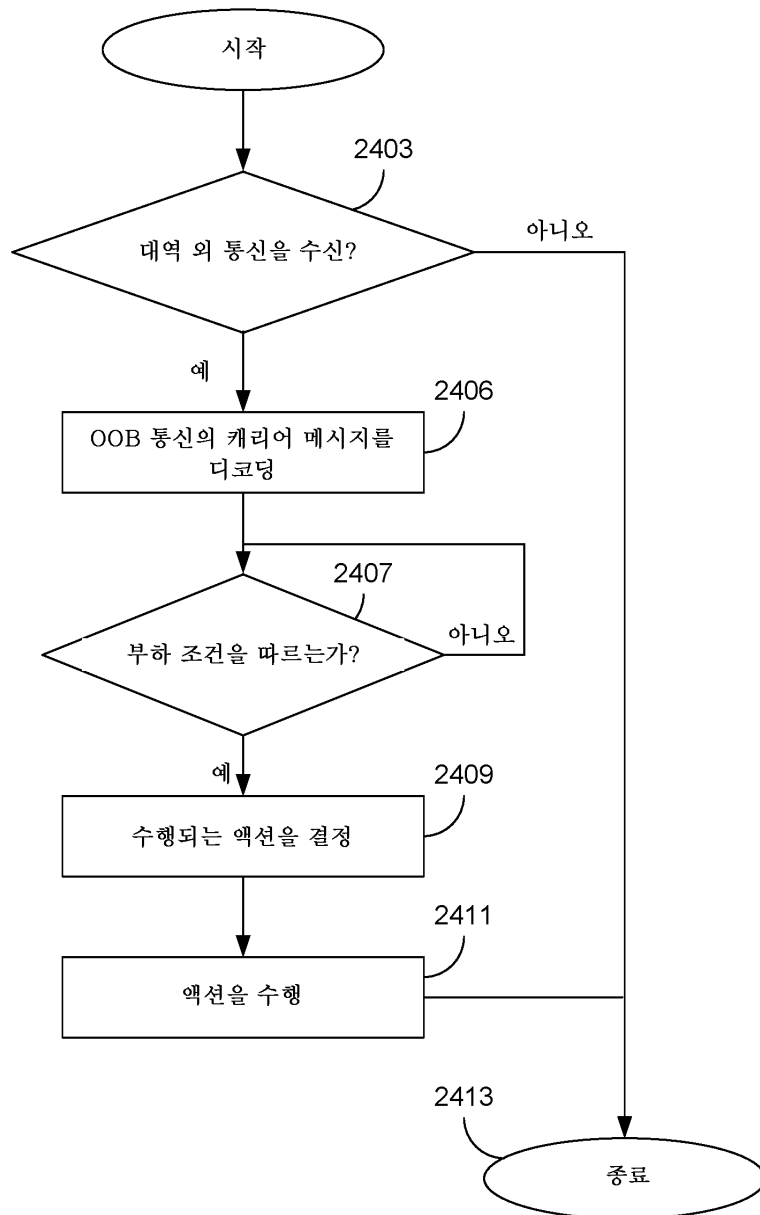 시작
2403
대역 외 통신을 수신?
아니오
예
2406
OOB 통신의 캐리어 메시지를
디코딩
2407
부하 조건을 따르는가?
아니오
예
2409
수행되는 액션을 결정
2411
액션을 수행
2413
종료